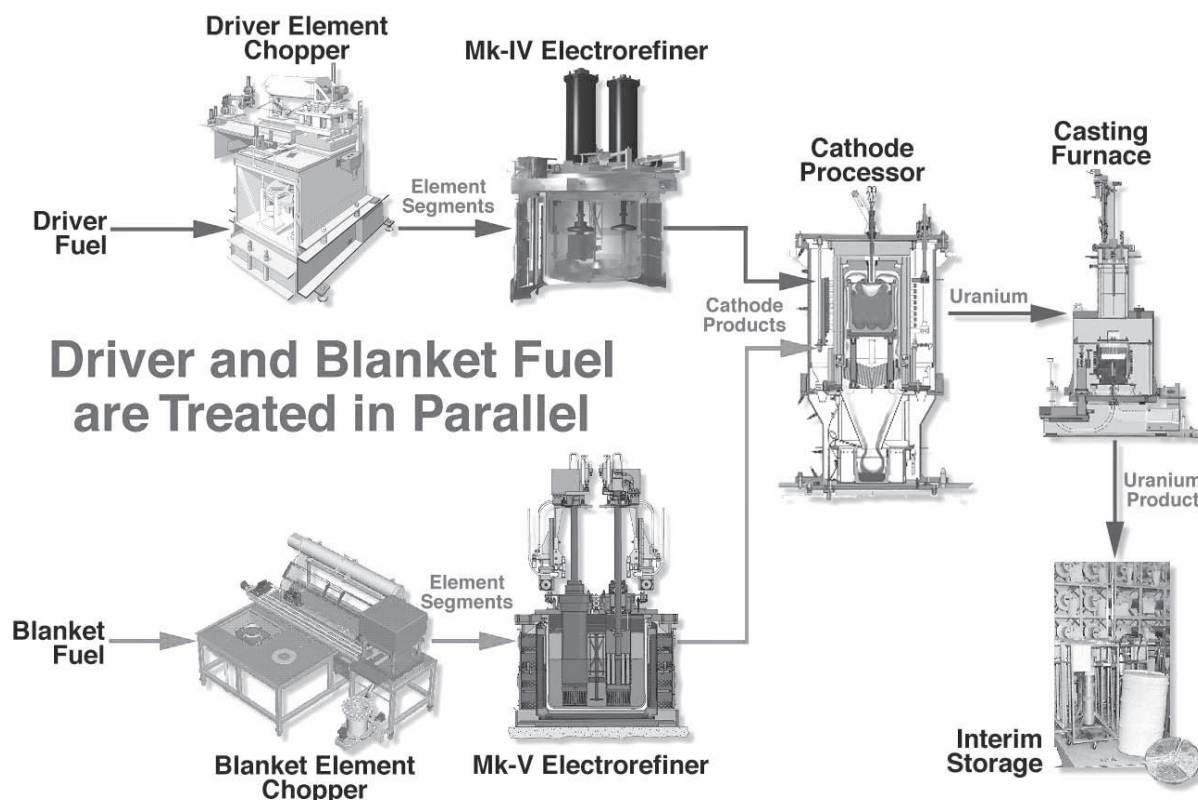 Driver Element
Chopper
Mk-IV Electrorefiner
Cathode
Processor
Casting
Furnace
Driver
Fuel
Element
Segments
Cathode
Products
Uranium
Driver and Blanket Fuel
are Treated in Parallel
Uranium
Product
Blanket
Fuel
Element
Segments
Blanket Element
Chopper
Mk-V Electrorefiner
Interim
Storage